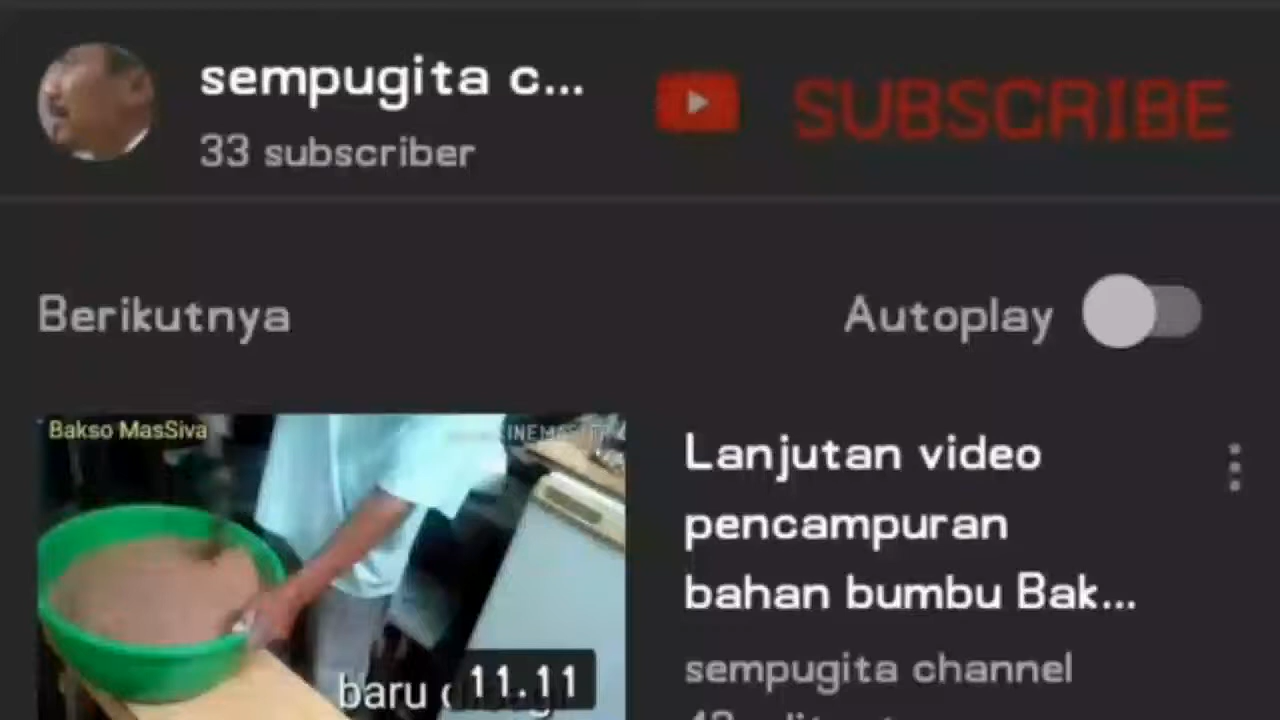 sempugita c...
SUBSCRIBE
33 subscriber
Berikutnya
Autoplay
Bakso MasSiva
Lanjutan video
pencampuran
bahan bumbu Bak...
sempugita channel
baru
11.11